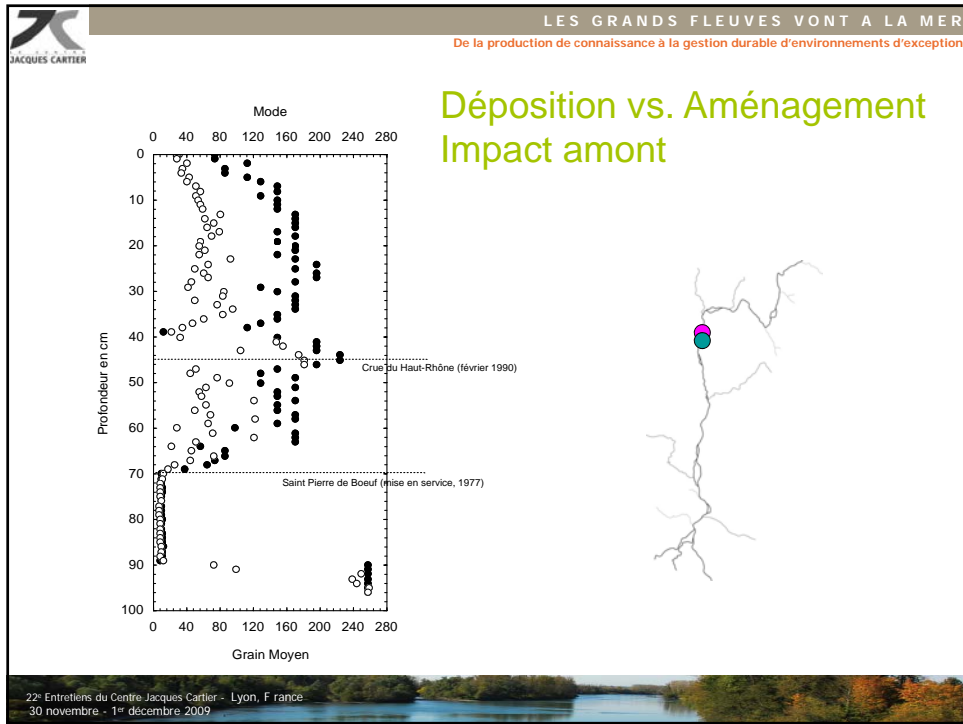 LES GRANDS FLEUVES VONT A LA MER
De la production de connaissance à la gestion durable d'environnements d'exception
LE CENTRE
JACQUES CARTIER
Déposition vs. Aménagement
Impact amont
Mode
0 40 80 120 160 200 240 280
Profondeur en cm
0
10
20
30
40
50
60
70
80
90
100
Crue du Haut-Rhône (février 1990)
Saint Pierre de Boeuf (mise en service, 1977)
0 40 80 120 160 200 240 280
Grain Moyen
22e Entretiens du Centre Jacques Cartier - Lyon, F rance
30 novembre - 1er décembre 2009